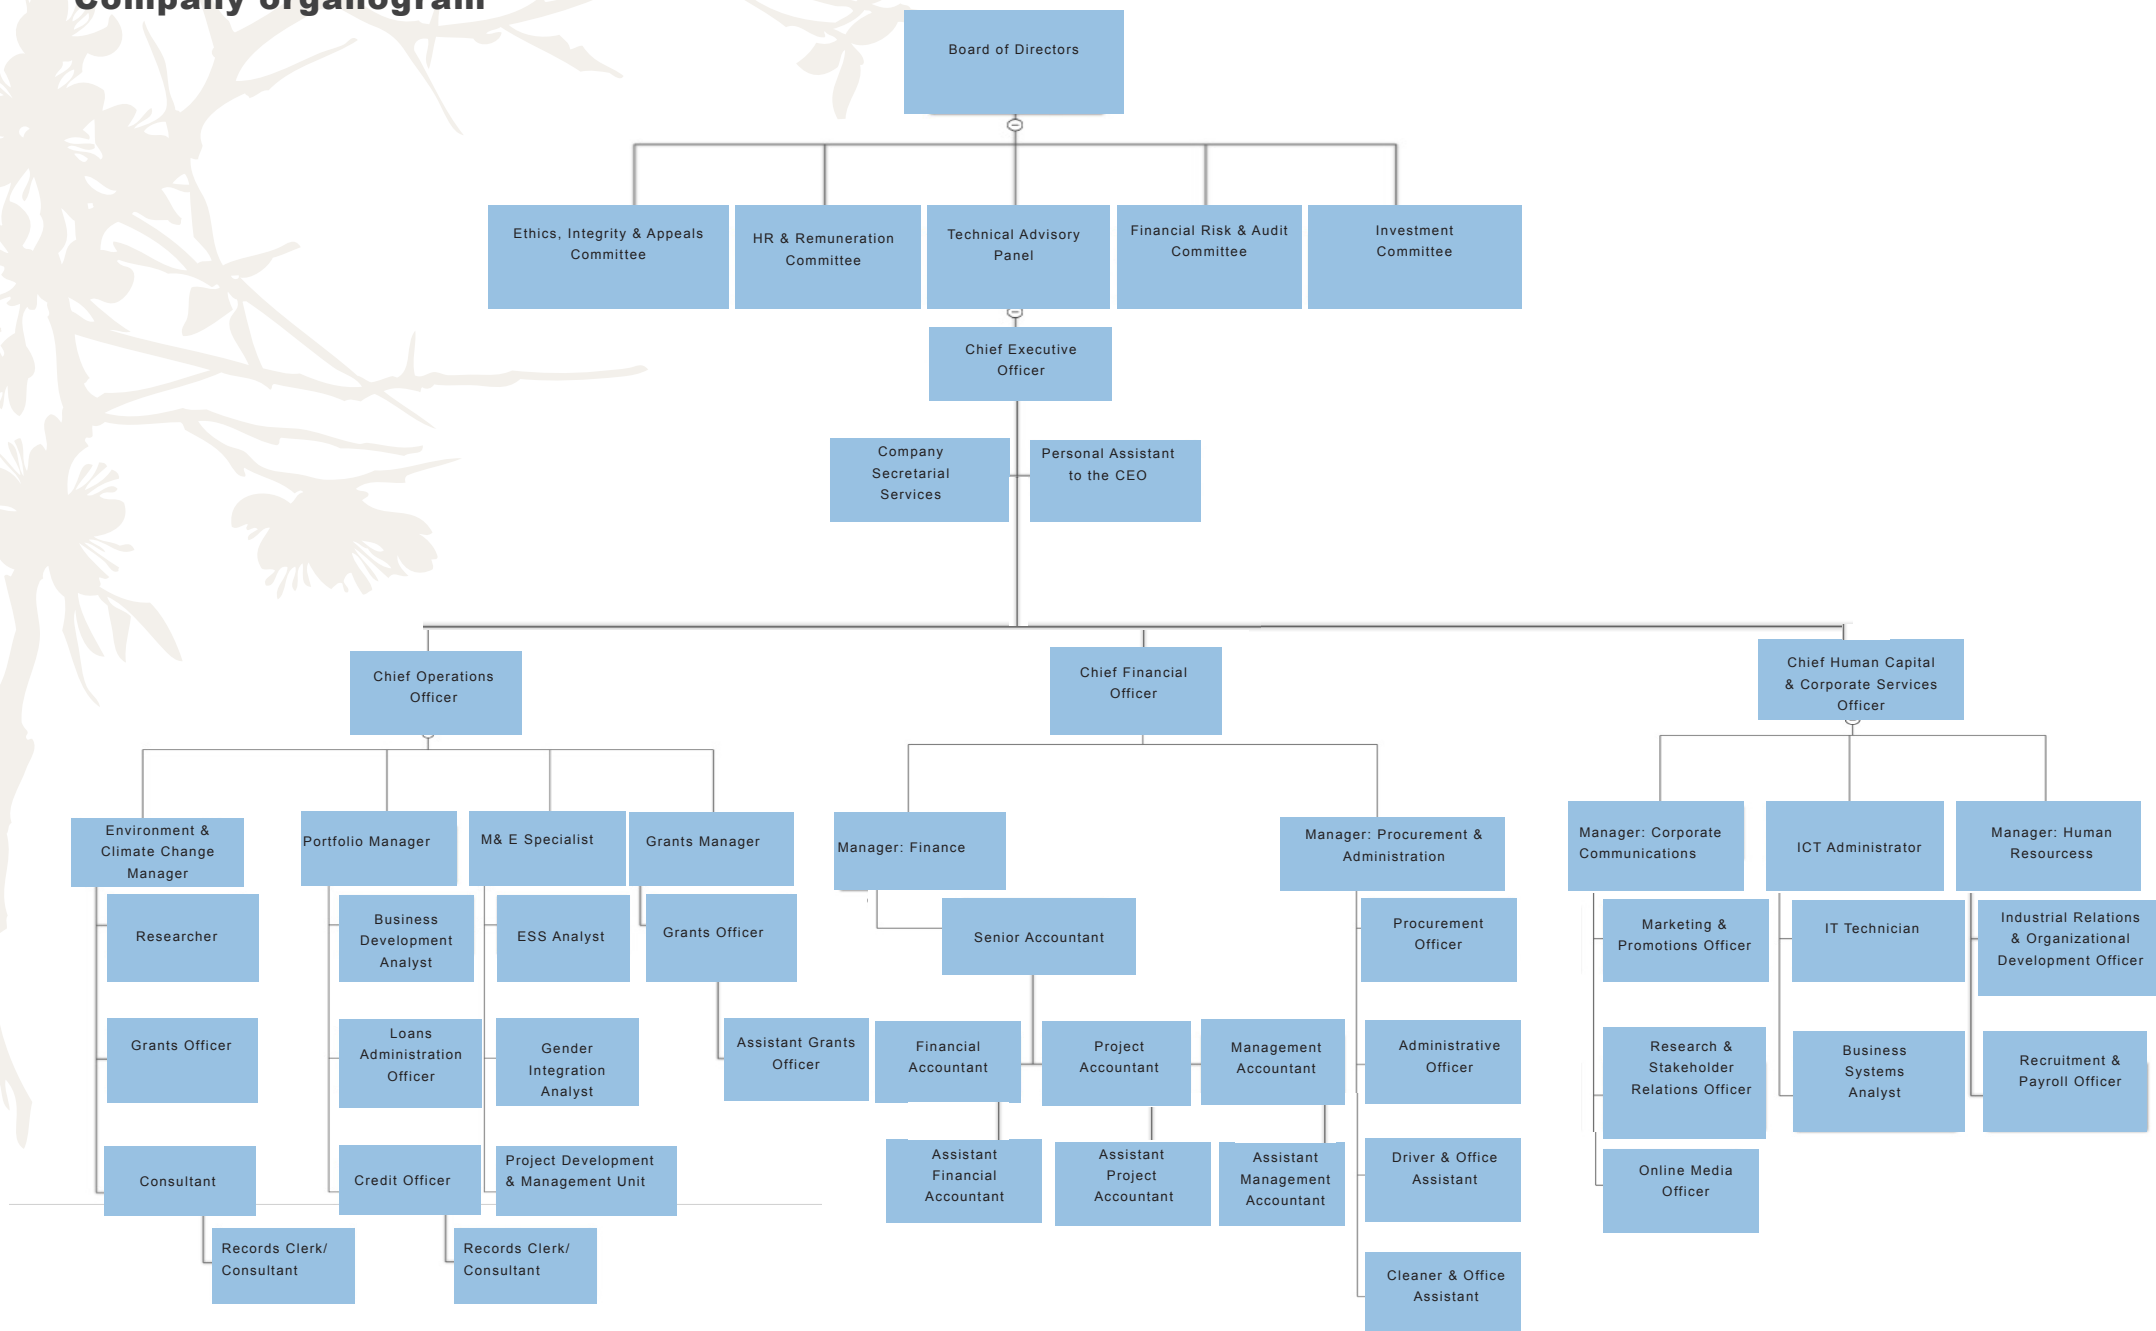 Company organogram
Board of Directors
Ethics, Integrity & Appeals
Committee
HR & Remuneration
Committee
Technical Advisory
Panel
Financial Risk & Audit
Committee
Investment
Committee
Chief Executive
Officer
Company
Secretarial
Services
Personal Assistant
to the CEO
Chief Operations
Officer
Chief Financial
Officer
Chief Human Capital
& Corporate Services
Officer
Environment &
Climate Change
Manager
Portfolio Manager
M& E Specialist
Grants Manager
Manager: Finance
Manager: Procurement &
Administration
Manager: Corporate
Communications
ICT Administrator
Manager: Human
Resourcess
Researcher
Business
Development
Analyst
ESS Analyst
Grants Officer
Senior Accountant
Procurement
Officer
Marketing &
Promotions Officer
IT Technician
Industrial Relations
& Organizational
Development Officer
Grants Officer
Loans
Administration
Officer
Gender
Integration
Analyst
Assistant Grants
Officer
Financial
Accountant
Project
Accountant
Management
Accountant
Administrative
Officer
Research &
Stakeholder
Relations Officer
Business
Systems
Analyst
Recruitment &
Payroll Officer
Consultant
Credit Officer
Project Development
& Management Unit
Assistant
Financial
Accountant
Assistant
Project
Accountant
Assistant
Management
Accountant
Driver & Office
Assistant
Online Media
Officer
Records Clerk/
Consultant
Records Clerk/
Consultant
Cleaner & Office
Assistant